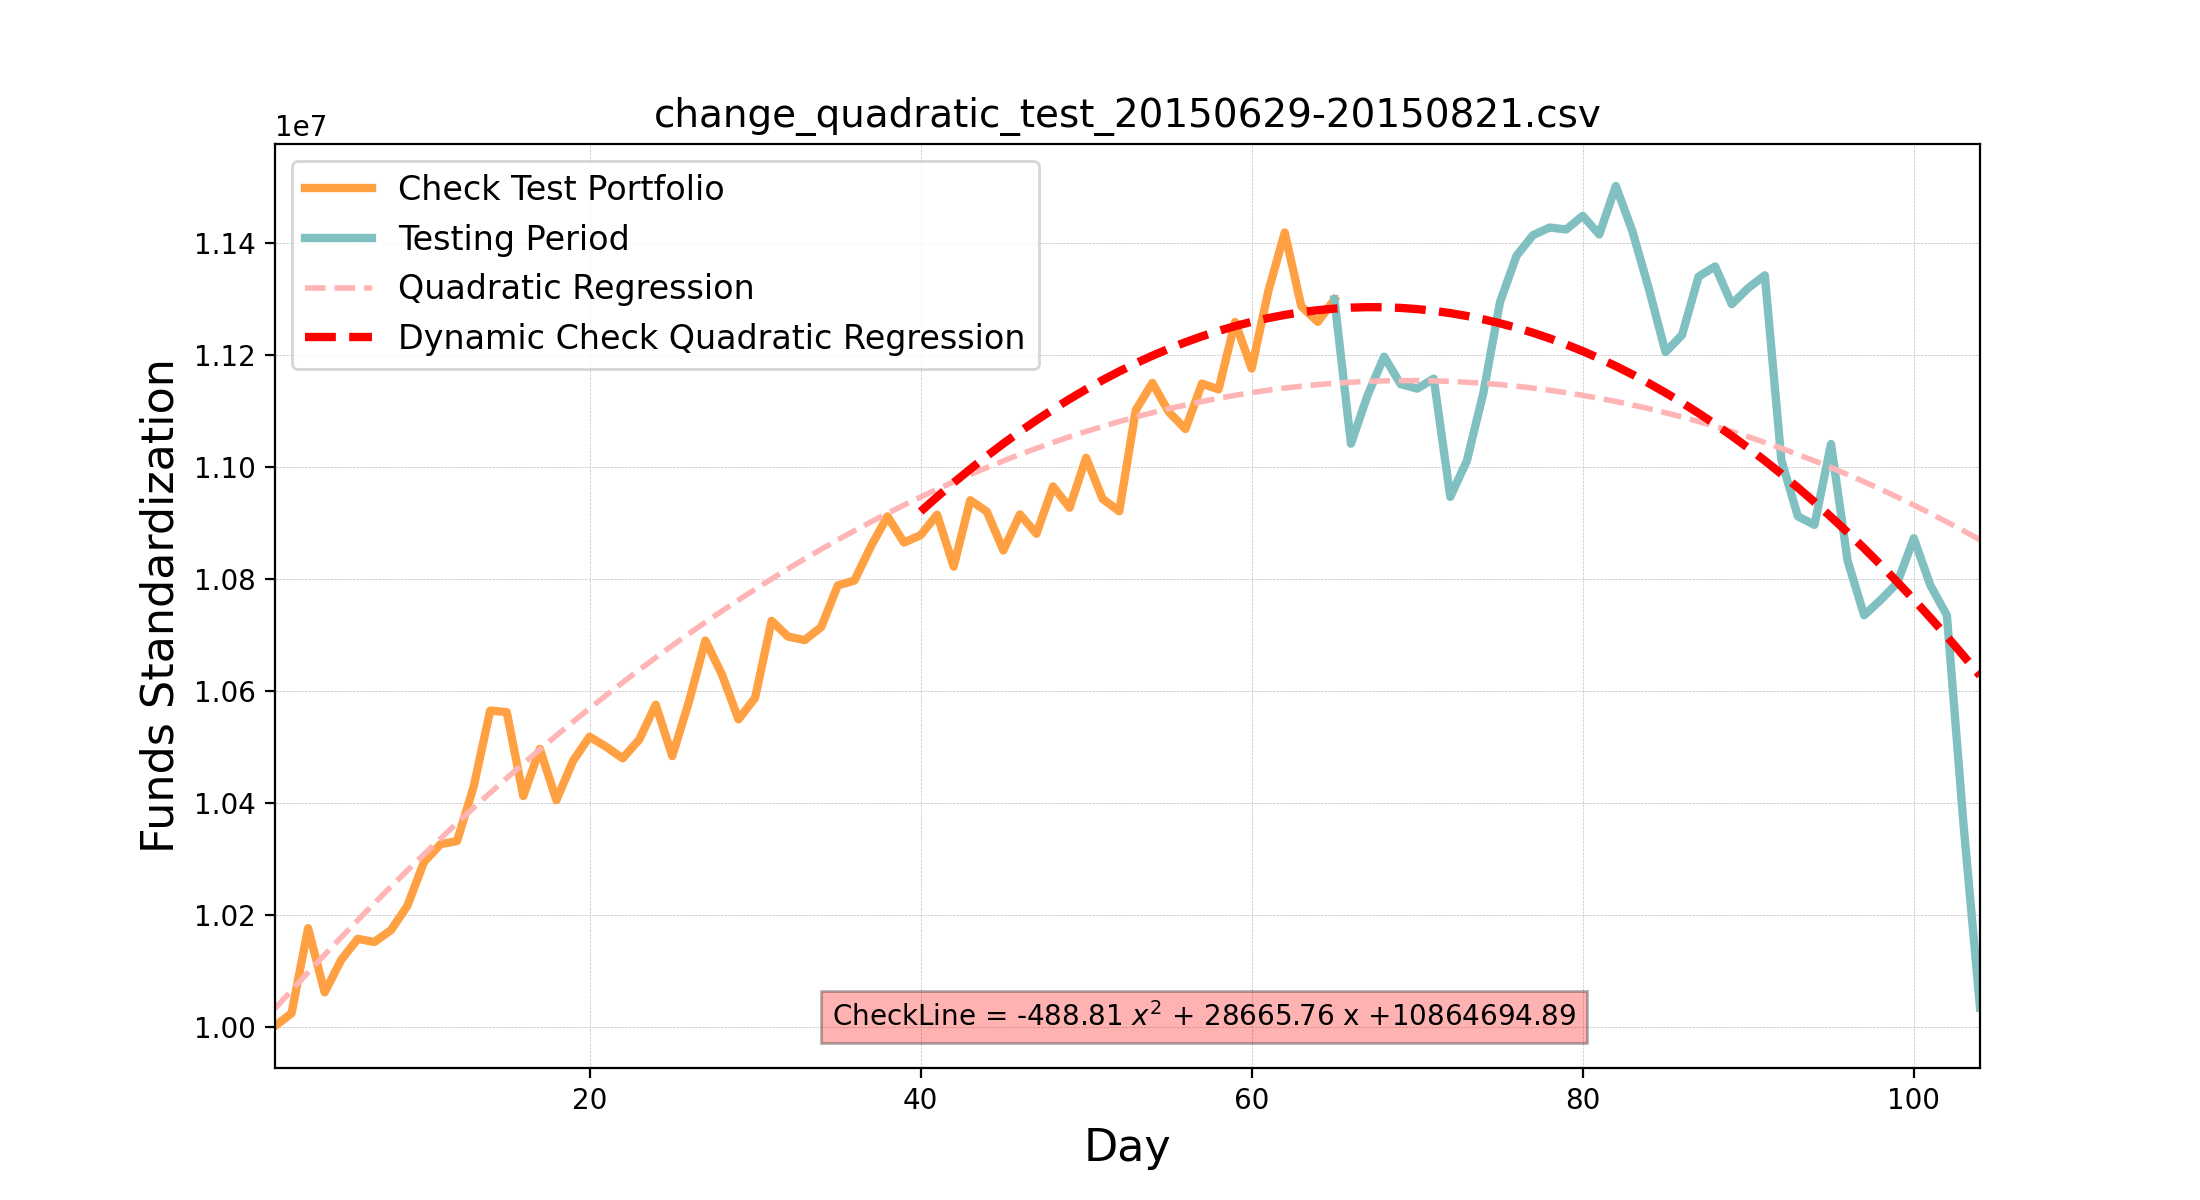 change_quadratic_test_20150629-20150821.csv
1e7
Check Test Portfolio
Testing Period
Quadratic Regression
Dynamic Check Quadratic Regression
1.14
1.12
1.10
1.08
1.06
1.04
1.02
1.00
Funds Standardization
CheckLine = -488.81 x² + 28665.76 x +10864694.89
20 40 60 80 100
Day